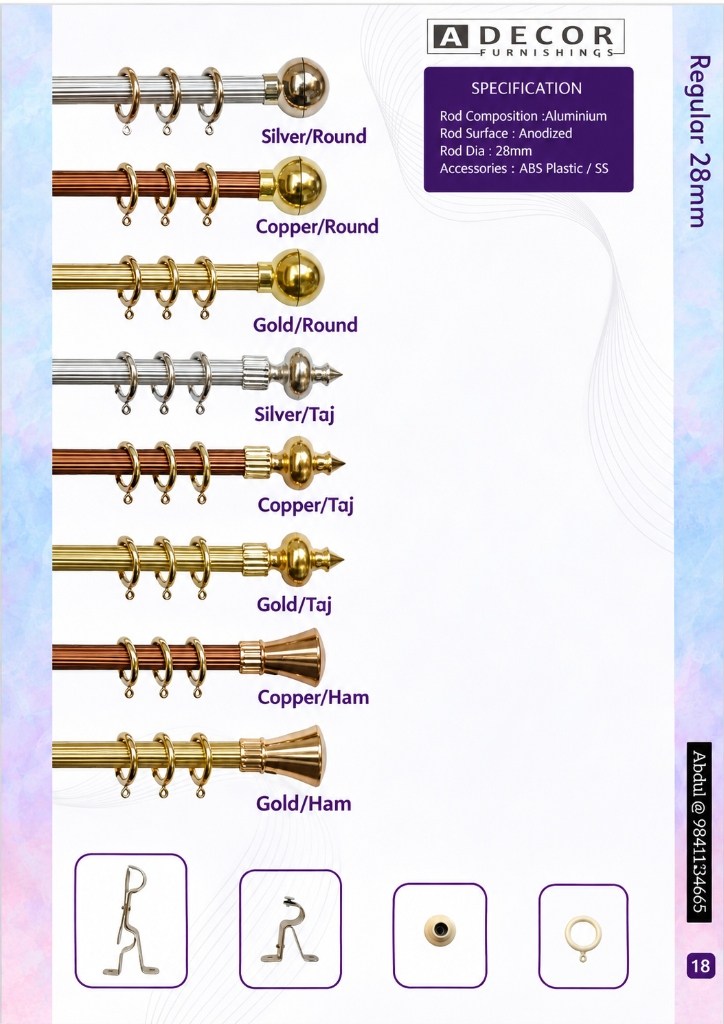 A DECOR
FURNISHINGS
SPECIFICATION
Rod Composition :Aluminium
Rod Surface : Anodized
Rod Dia : 28mm
Accessories : ABS Plastic / SS
Regular 28mm
Silver/Round
Copper/Round
Gold/Round
Silver/Taj
Copper/Taj
Gold/Taj
Copper/Ham
Gold/Ham
Abdul @ 9841134665
18